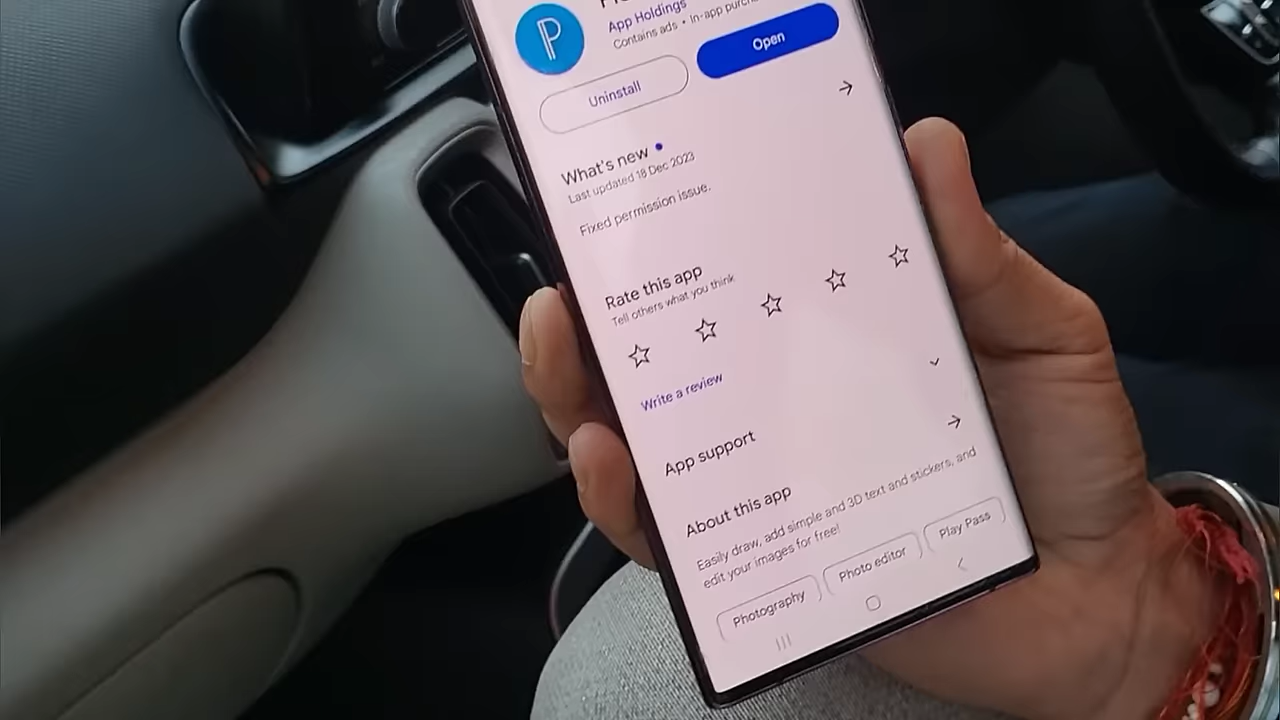 App Holdings
Contains ads • In-app
Uninstall
Open
What's new •
Last updated 18 Dec 2023
Fixed permission issue.
Rate this app
Tell others what you think
Write a review
App support
About this app
Easily draw, add simple and 3D text and stickers, and
edit your images for free!
Photography
Photo editor
Play Pass